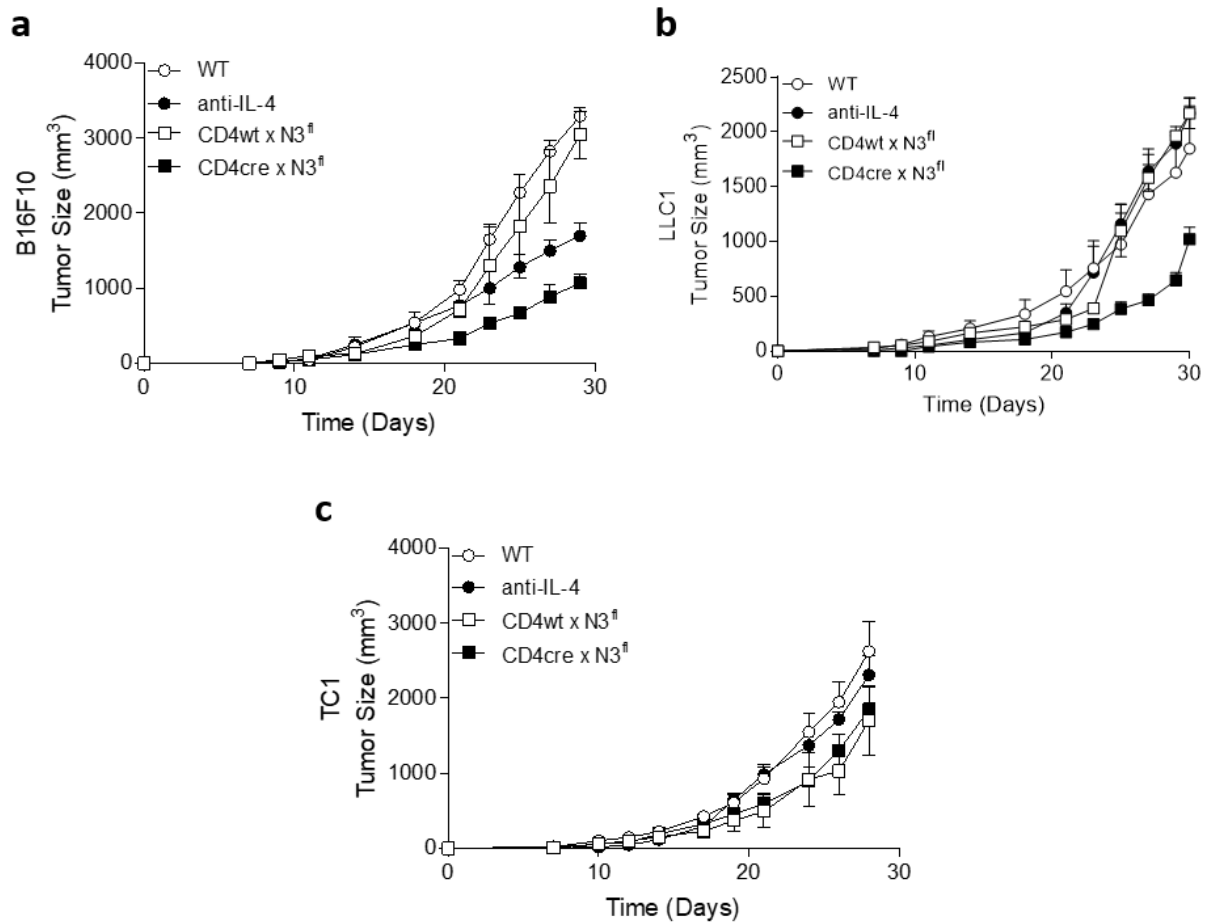 a
B16F10
Tumor Size (mm³)
4000
3000
2000
1000
0
0
10
20
30
Time (Days)
WT
anti-IL-4
CD4wt x N3ᶠˡ
CD4cre x N3ᶠˡ
b
LLC1
Tumor Size (mm³)
2500
2000
1500
1000
500
0
0
10
20
30
Time (Days)
WT
anti-IL-4
CD4wt x N3ᶠˡ
CD4cre x N3ᶠˡ
c
TC1
Tumor Size (mm³)
4000
3000
2000
1000
0
0
10
20
30
Time (Days)
WT
anti-IL-4
CD4wt x N3ᶠˡ
CD4cre x N3ᶠˡ